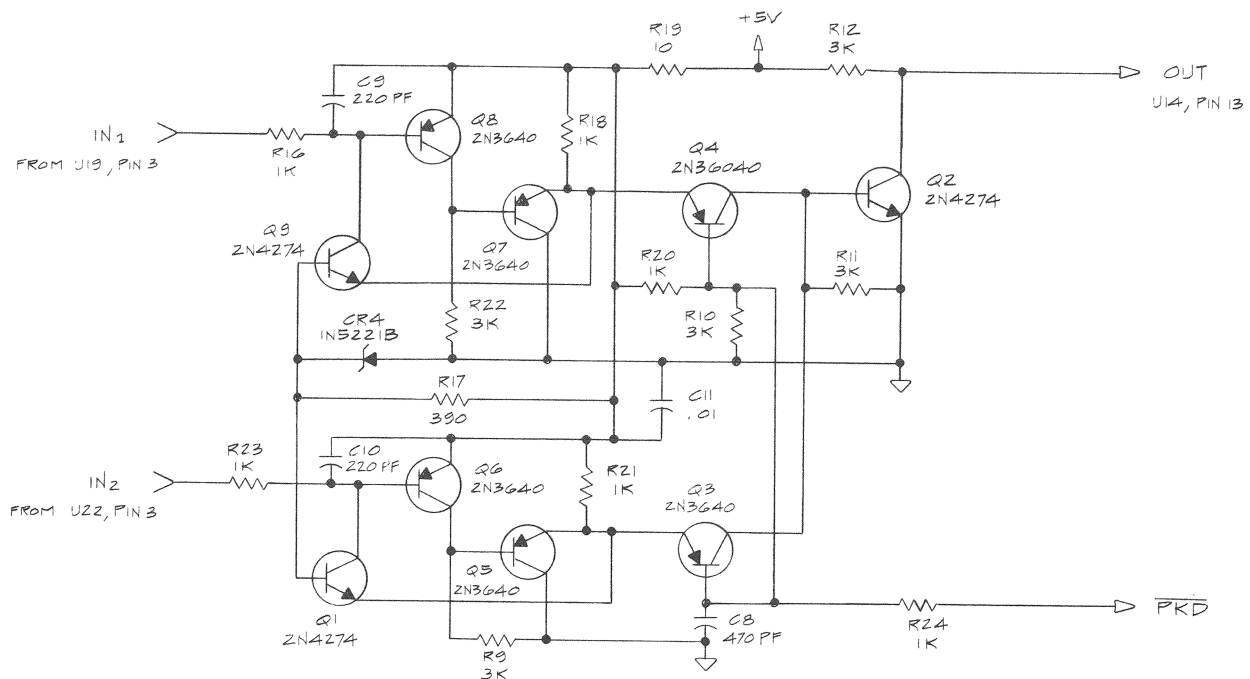 +5V
R19
10
R12
3K
OUT
U14, PIN 13
C9
220 PF
IN1
FROM U19, PIN 3
R16
1K
Q8
2N3640
R18
1K
Q4
2N36040
Q2
2N4274
Q9
2N4274
Q7
2N3640
R20
1K
R11
3K
R22
3K
R10
3K
CR4
1N5221B
R17
390
C11
.01
R23
1K
C10
220 PF
IN2
FROM U22, PIN 3
Q6
2N3640
R21
1K
Q3
2N3640
Q5
2N3640
Q1
2N4274
R9
3K
C8
470 PF
R24
1K
PKD